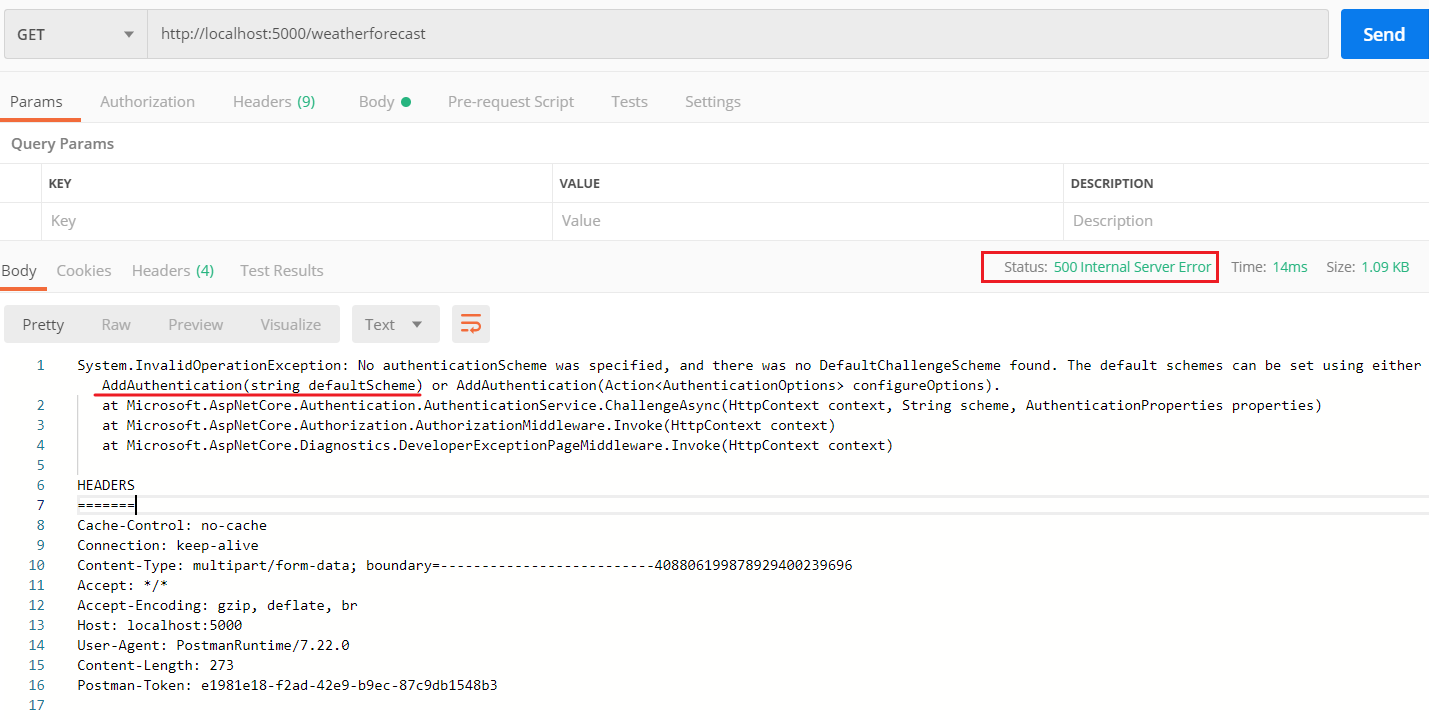 GET http://localhost:5000/weatherforecast Send
Params Authorization Headers (9) Body Pre-request Script Tests Settings
Query Params
KEY VALUE DESCRIPTION
Key Value Description
Body Cookies Headers (4) Test Results Status: 500 Internal Server Error Time: 14ms Size: 1.09 KB
Pretty Raw Preview Visualize Text
1 System.InvalidOperationException: No authenticationScheme was specified, and there was no DefaultChallengeScheme found. The default schemes can be set using either
AddAuthentication(string defaultScheme) or AddAuthentication(Action<AuthenticationOptions> configureOptions).
2 at Microsoft.AspNetCore.Authentication.AuthenticationService.ChallengeAsync(HttpContext context, String scheme, AuthenticationProperties properties)
3 at Microsoft.AspNetCore.Authorization.AuthorizationMiddleware.Invoke(HttpContext context)
4 at Microsoft.AspNetCore.Diagnostics.DeveloperExceptionPageMiddleware.Invoke(HttpContext context)
5
6 HEADERS
7 =======
8 Cache-Control: no-cache
9 Connection: keep-alive
10 Content-Type: multipart/form-data; boundary=--------------------------408806199878929400239696
11 Accept: */*
12 Accept-Encoding: gzip, deflate, br
13 Host: localhost:5000
14 User-Agent: PostmanRuntime/7.22.0
15 Content-Length: 273
16 Postman-Token: e1981e18-f2ad-42e9-b9ec-87c9db1548b3
17